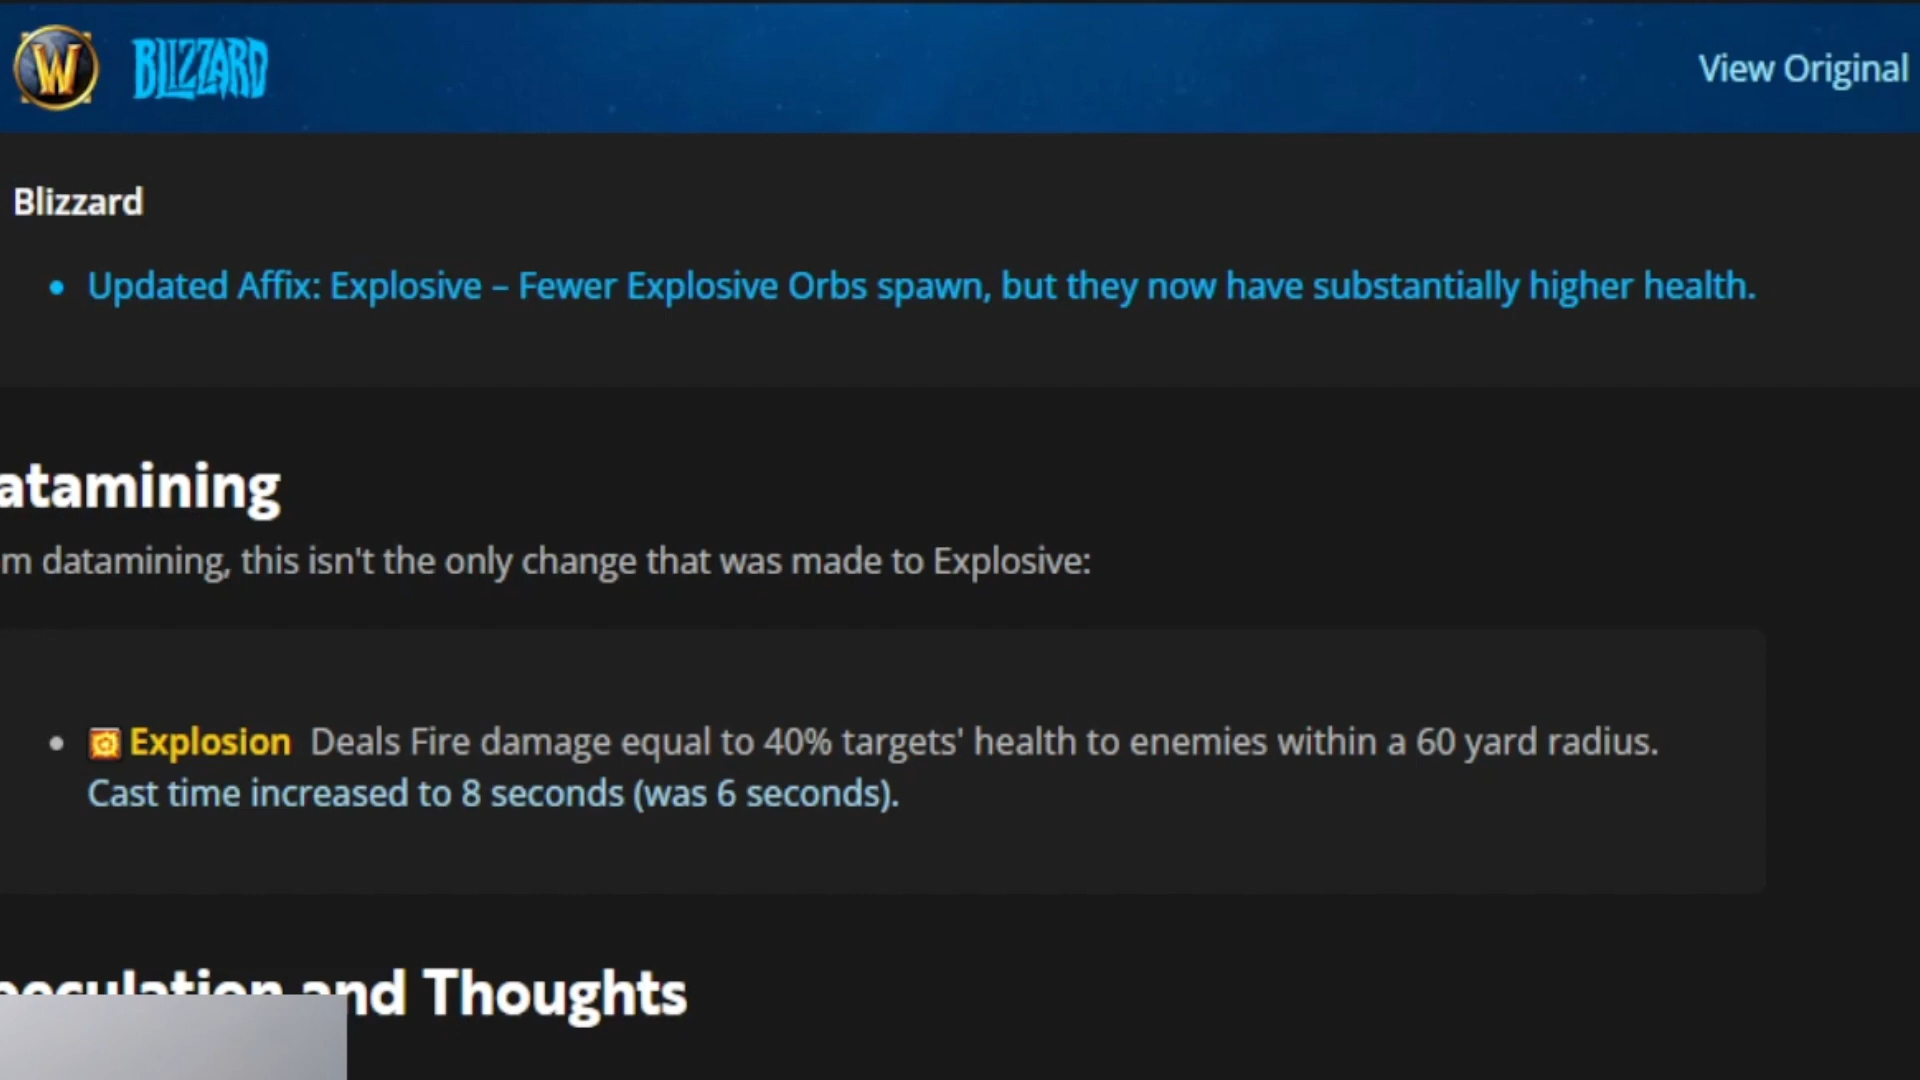 W BLIZZARD View Original
Blizzard
• Updated Affix: Explosive – Fewer Explosive Orbs spawn, but they now have substantially higher health.
atamining
m datamining, this isn't the only change that was made to Explosive:
• Explosion Deals Fire damage equal to 40% targets' health to enemies within a 60 yard radius.
Cast time increased to 8 seconds (was 6 seconds).
peculation and Thoughts